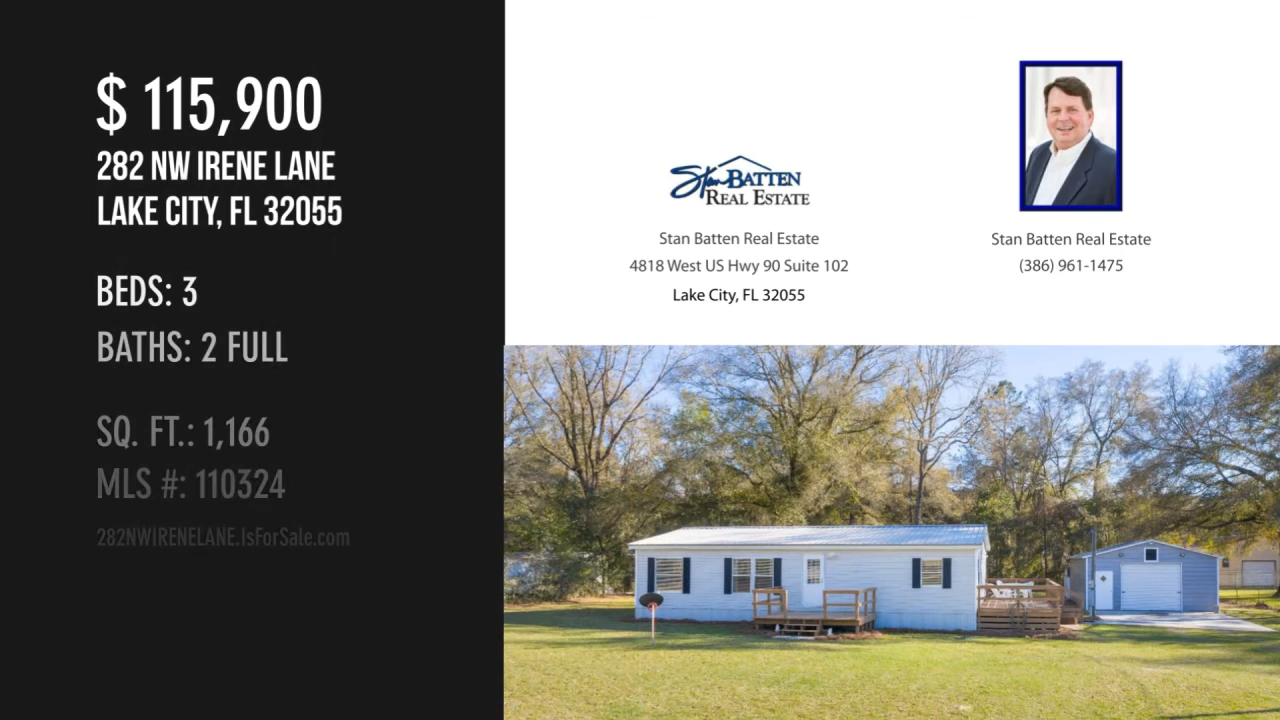 $ 115,900
282 NW IRENE LANE
LAKE CITY, FL 32055
BEDS: 3
BATHS: 2 FULL
SQ. FT.: 1,166
MLS #: 110324
282NWIRENELANE.IsForSale.com
Stan BATTEN
REAL ESTATE
Stan Batten Real Estate
4818 West US Hwy 90 Suite 102
Lake City, FL 32055
Stan Batten Real Estate
(386) 961-1475